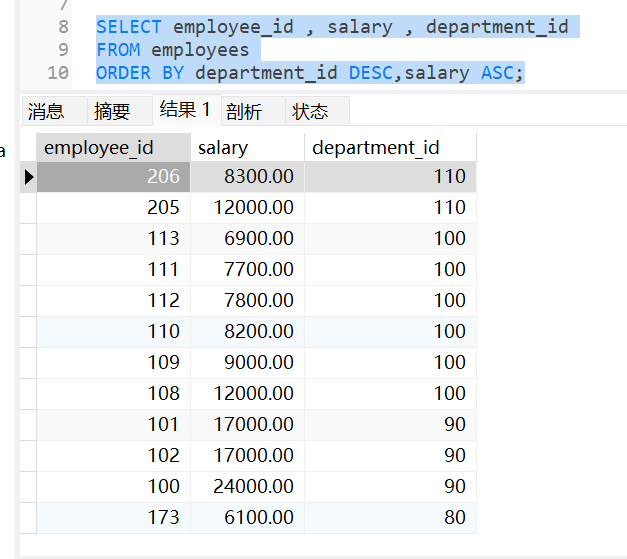 7
8 SELECT employee_id , salary , department_id
9 FROM employees
10 ORDER BY department_id DESC,salary ASC;
消息 摘要 结果 1 剖析 状态
a
employee_id salary department_id
206 8300.00 110
205 12000.00 110
113 6900.00 100
111 7700.00 100
112 7800.00 100
110 8200.00 100
109 9000.00 100
108 12000.00 100
101 17000.00 90
102 17000.00 90
100 24000.00 90
173 6100.00 80